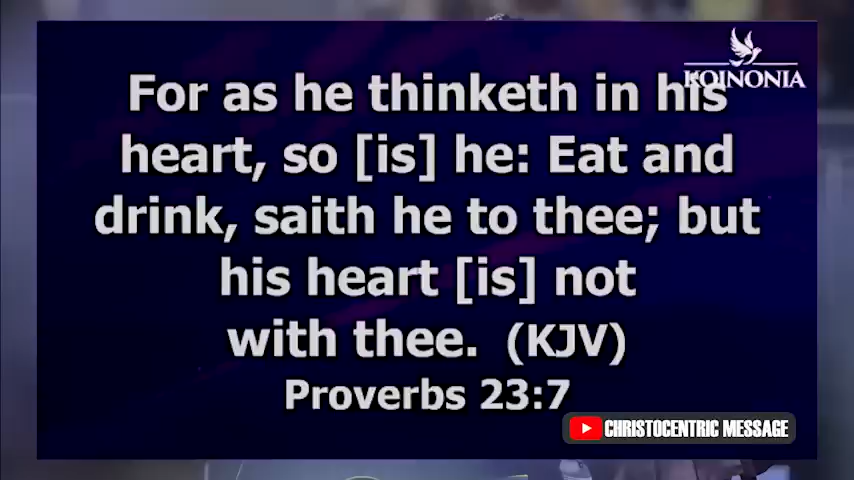 KOINONIA
For as he thinketh in his
heart, so [is] he: Eat and
drink, saith he to thee; but
his heart [is] not
with thee. (KJV)
Proverbs 23:7
CHRISTOCENTRIC MESSAGE